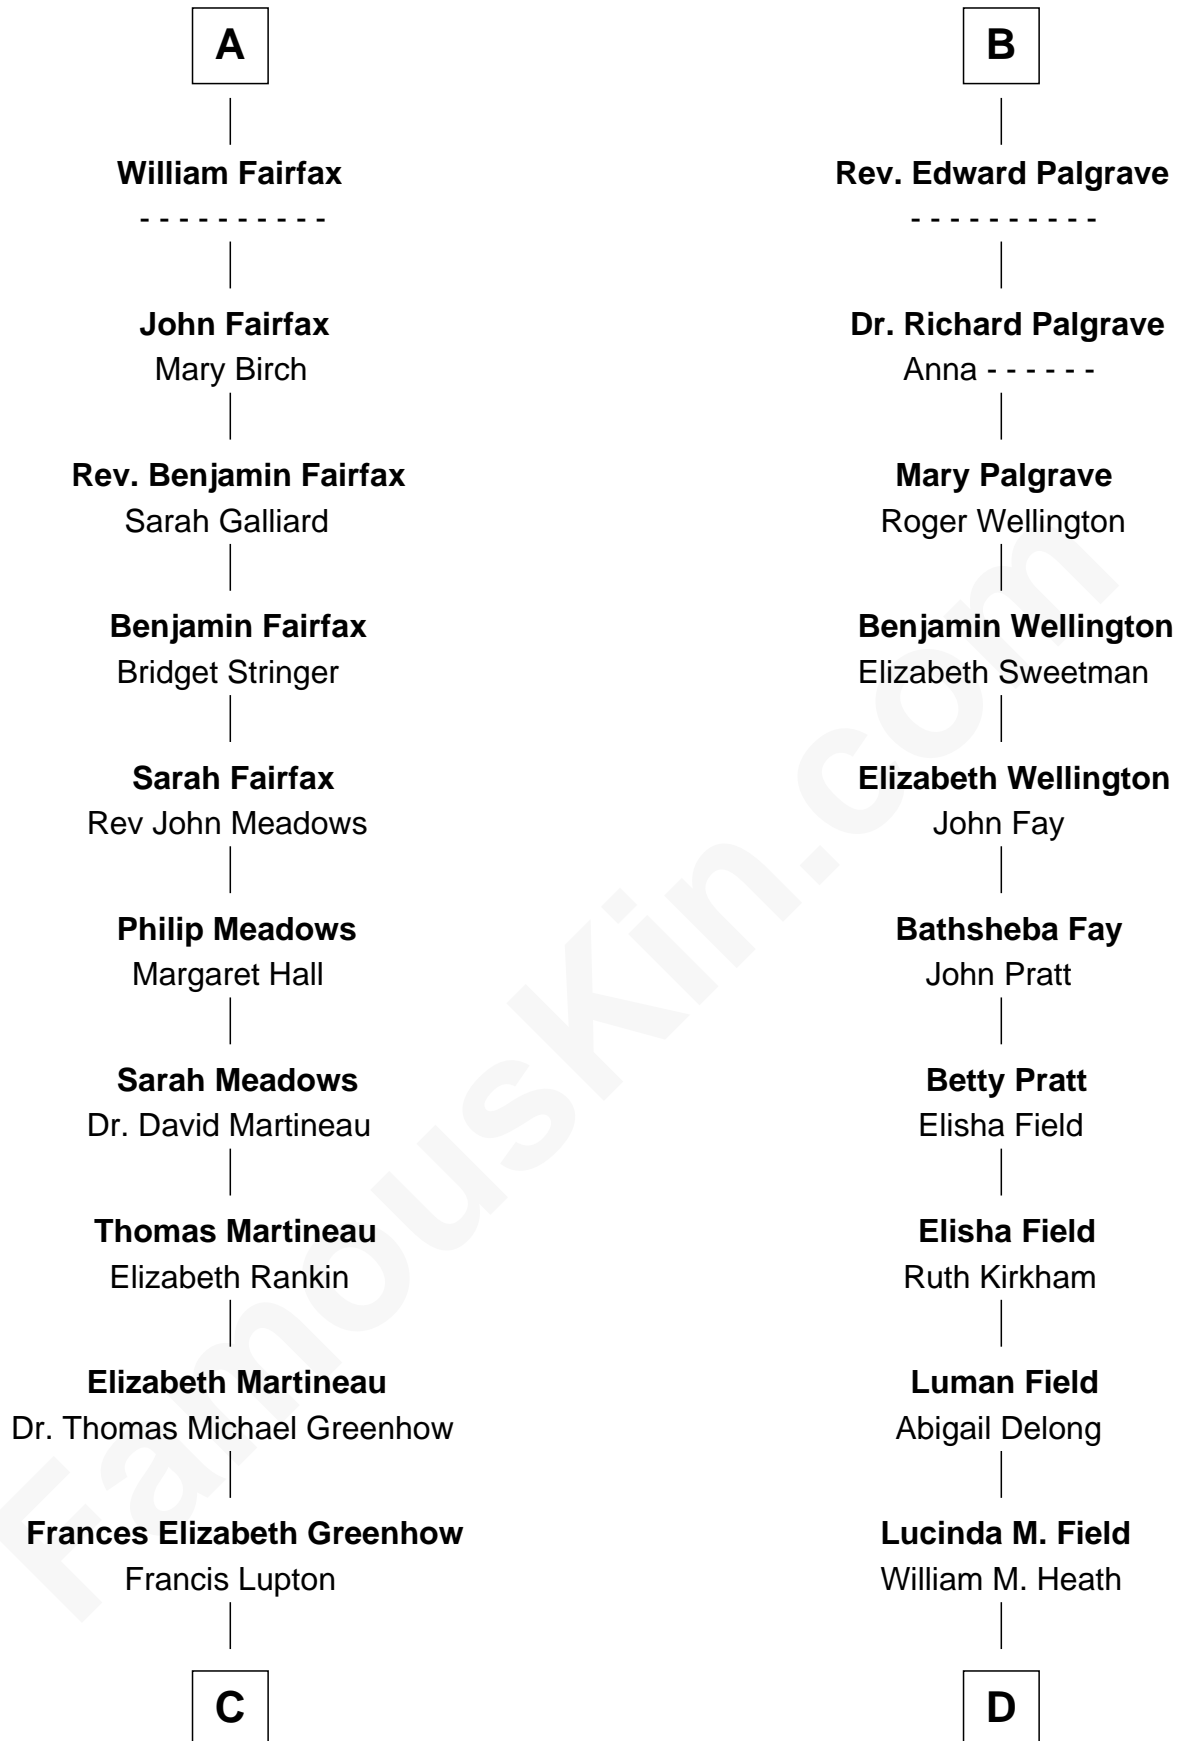 A
William Fairfax
- - - - - - - - - -
John Fairfax
Mary Birch
Rev. Benjamin Fairfax
Sarah Galliard
Benjamin Fairfax
Bridget Stringer
Sarah Fairfax
Rev John Meadows
Philip Meadows
Margaret Hall
Sarah Meadows
Dr. David Martineau
Thomas Martineau
Elizabeth Rankin
Elizabeth Martineau
Dr. Thomas Michael Greenhow
Frances Elizabeth Greenhow
Francis Lupton
C
B
Rev. Edward Palgrave
- - - - - - - - - -
Dr. Richard Palgrave
Anna - - - - - -
Mary Palgrave
Roger Wellington
Benjamin Wellington
Elizabeth Sweetman
Elizabeth Wellington
John Fay
Bathsheba Fay
John Pratt
Betty Pratt
Elisha Field
Elisha Field
Ruth Kirkham
Luman Field
Abigail Delong
Lucinda M. Field
William M. Heath
D
FamousKin.com